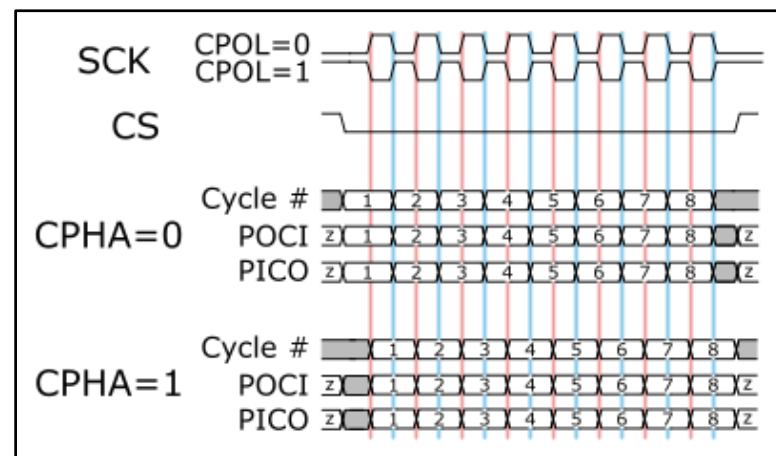 SCK CPOL=0
CPOL=1
CS
Cycle # 1 2 3 4 5 6 7 8
CPHA=0 POCI z 1 2 3 4 5 6 7 8 z
PICO z 1 2 3 4 5 6 7 8 z
Cycle # 1 2 3 4 5 6 7 8
CPHA=1 POCI z 1 2 3 4 5 6 7 8 z
PICO z 1 2 3 4 5 6 7 8 z